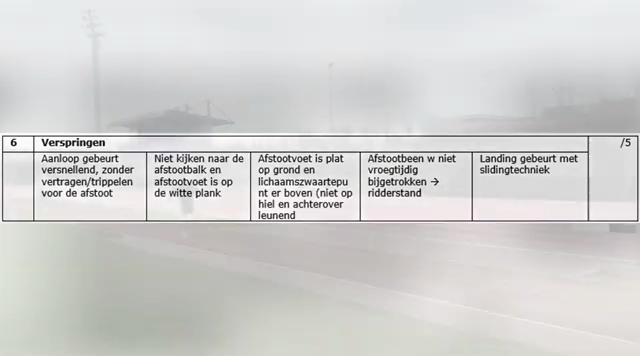 6 Verspringen /5
Aanloop gebeurt
versnellend, zonder
vertragen/trippelen
voor de afstoot
Niet kijken naar de
afstootbalk en
afstootvoet is op
de witte plank
Afstootvoet is plat
op grond en
lichaamszwaartepu
nt er boven (niet op
hiel en achterover
leunend
Afstootbeen w niet
vroegtijdig
bijgetrokken →
ridderstand
Landing gebeurt met
slidingtechniek